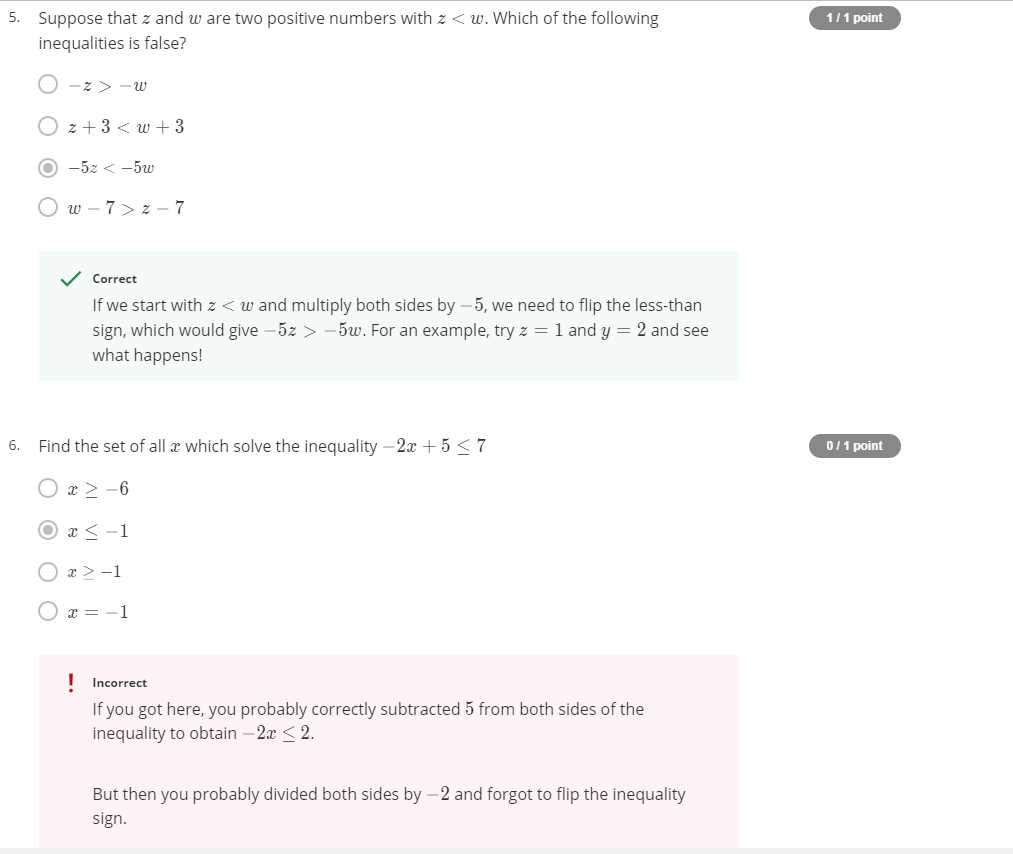 5. Suppose that z and w are two positive numbers with z < w. Which of the following 1 / 1 point
inequalities is false?
−z > −w
z + 3 < w + 3
−5z < −5w
w − 7 > z − 7
Correct
If we start with z < w and multiply both sides by −5, we need to flip the less-than
sign, which would give −5z > −5w. For an example, try z = 1 and y = 2 and see
what happens!
6. Find the set of all x which solve the inequality −2x + 5 ≤ 7 0 / 1 point
x ≥ −6
x ≤ −1
x ≥ −1
x = −1
! Incorrect
If you got here, you probably correctly subtracted 5 from both sides of the
inequality to obtain −2x ≤ 2.
But then you probably divided both sides by −2 and forgot to flip the inequality
sign.